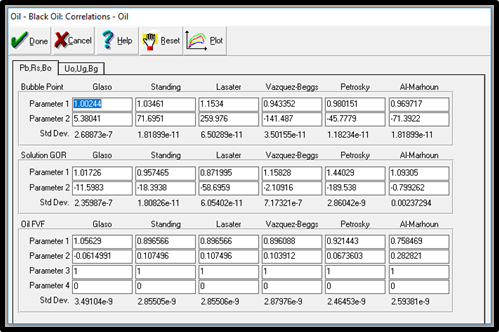 Oil - Black Oil: Correlations - Oil
Done Cancel Help Reset Plot
Pb,Rs,Bo Uo,Ug,Bg
Bubble Point Glaso Standing Lasater Vazquez-Beggs Petrosky Al-Marhoun
Parameter 1 1.00244 1.03461 1.1534 0.943352 0.980151 0.969717
Parameter 2 5.38041 71.6951 259.976 -141.487 -45.7779 -71.3922
Std Dev. 2.68873e-7 1.81899e-11 6.50289e-11 3.50155e-11 1.18234e-11 1.81899e-11
Solution GOR Glaso Standing Lasater Vazquez-Beggs Petrosky Al-Marhoun
Parameter 1 1.01726 0.957465 0.871995 1.15828 1.44029 1.09305
Parameter 2 -11.5983 -18.3938 -58.6959 -2.10916 -189.538 -0.799262
Std Dev. 2.35987e-7 1.80826e-11 6.05402e-11 7.17321e-7 2.86042e-9 0.00237294
Oil FVF Glaso Standing Lasater Vazquez-Beggs Petrosky Al-Marhoun
Parameter 1 1.05629 0.896566 0.896566 0.896088 0.921443 0.758469
Parameter 2 -0.0614991 0.107496 0.107496 0.103912 0.0673603 0.282821
Parameter 3 1 1 1 1 1 1
Parameter 4 0 0 0 0 0 0
Std Dev. 3.49104e-9 2.85505e-9 2.85506e-9 2.87976e-9 2.46453e-9 2.59381e-9